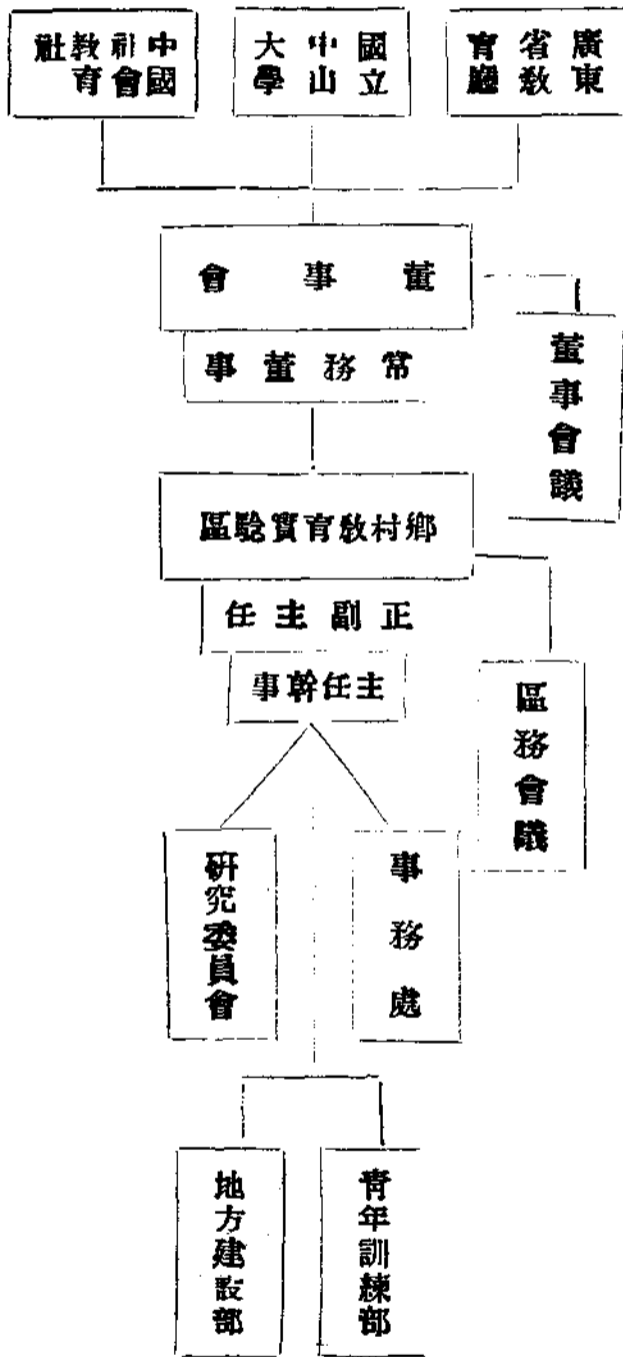 廣東省教育廳
國立中山大學
中國社會教育社
董事會
常務董事
董事會議
鄉村教育實驗區
正副主任
主任幹事
區務會議
事務處
研究委員會
青年訓練部
地方建設部